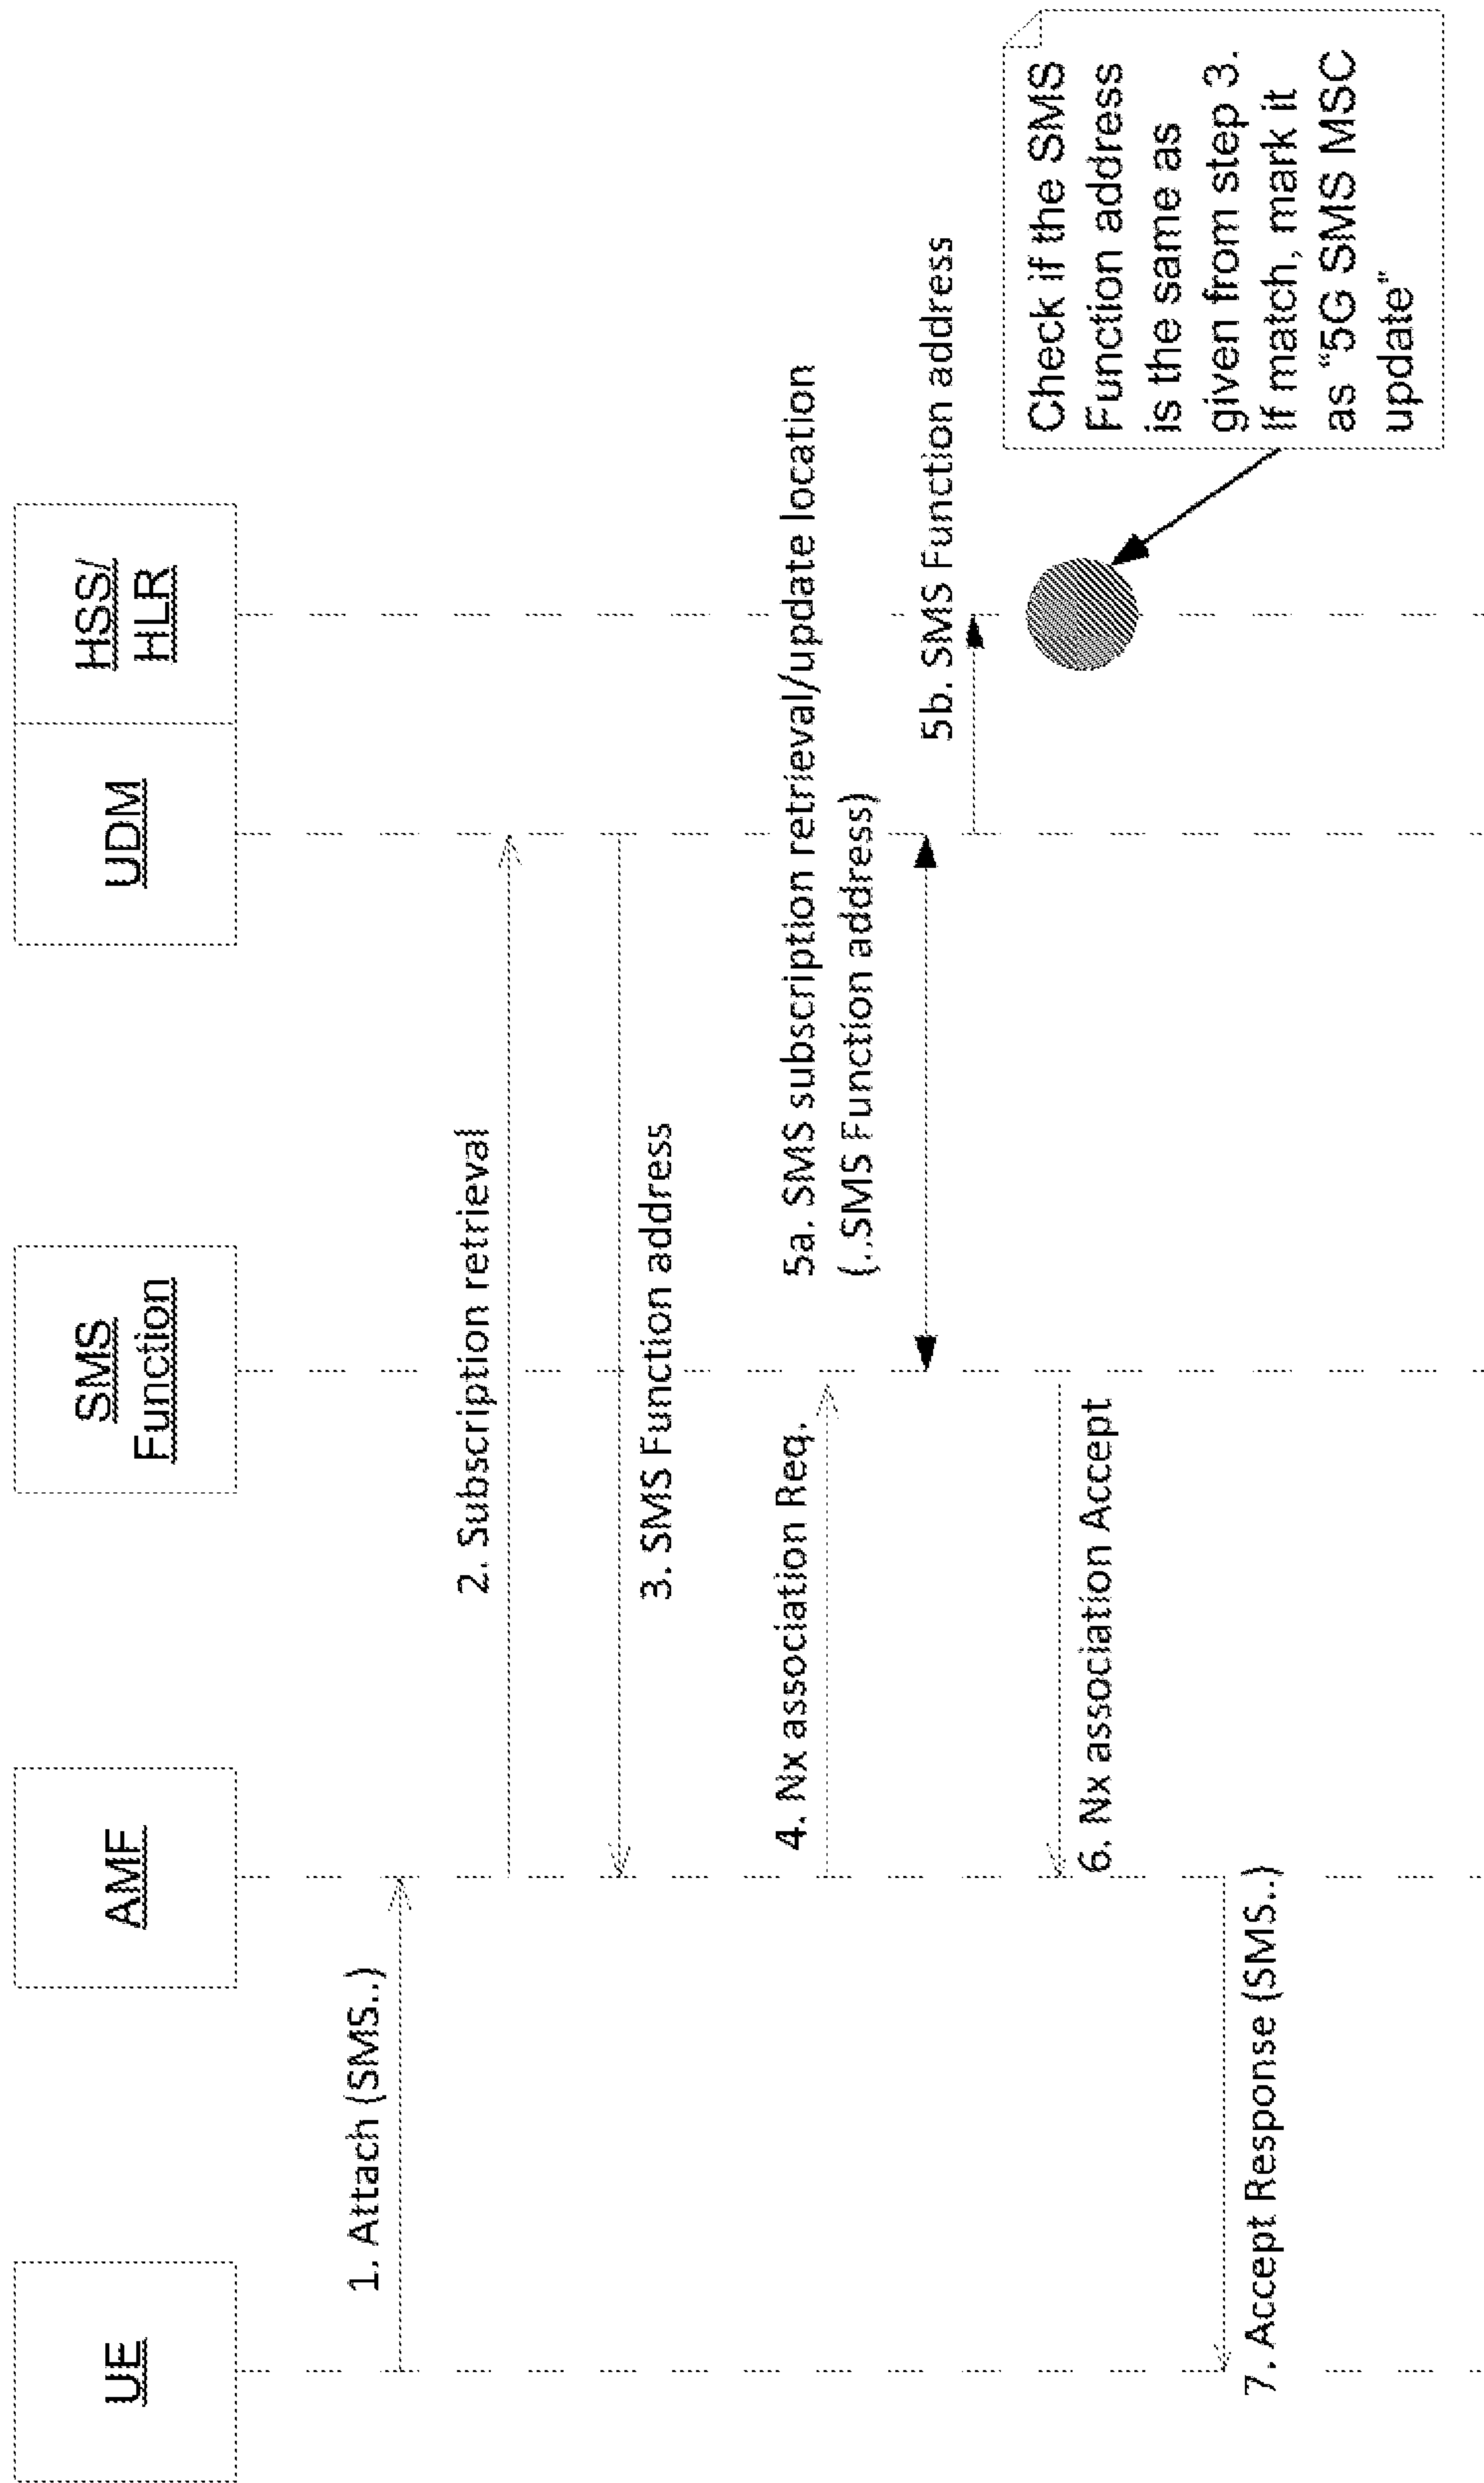 UE
AMF
SMS
Function
UDM
HSS/
HLR
1. Attach (SMS..)
2. Subscription retrieval
3. SMS Function address
4. Nx association Req.
5a. SMS subscription retrieval/update location
(..SMS Function address)
5b. SMS Function address
Check if the SMS
Function address
is the same as
given from step 3.
If match, mark it
as "5G SMS MSC
update"
6. Nx association Accept
7. Accept Response (SMS..)